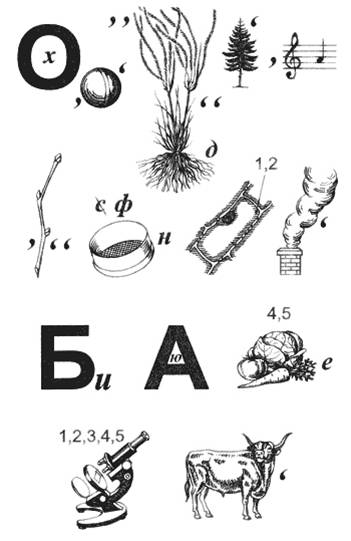 О х , ‘ ,, ‘‘ д ‘ ,
, ‘‘ с ф н 1,2 ‘
Б и А ю 4,5 е
1,2,3,4,5 ‘